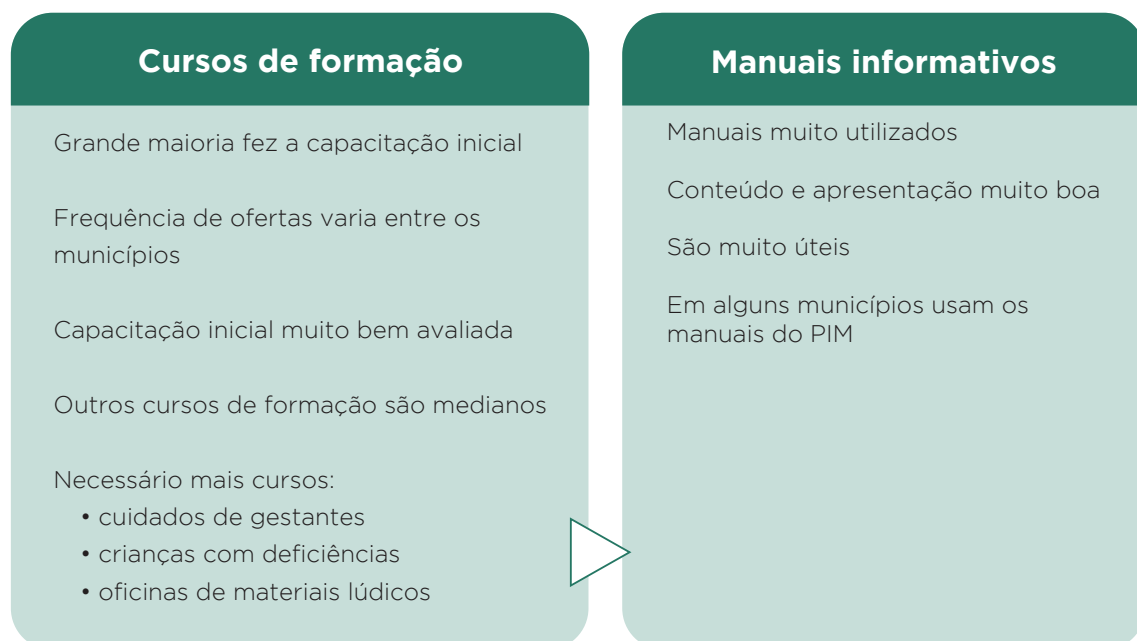 Cursos de formação
Grande maioria fez a capacitação inicial
Frequência de ofertas varia entre os
municípios
Capacitação inicial muito bem avaliada
Outros cursos de formação são medianos
Necessário mais cursos:
• cuidados de gestantes
• crianças com deficiências
• oficinas de materiais lúdicos
Manuais informativos
Manuais muito utilizados
Conteúdo e apresentação muito boa
São muito úteis
Em alguns municípios usam os
manuais do PIM